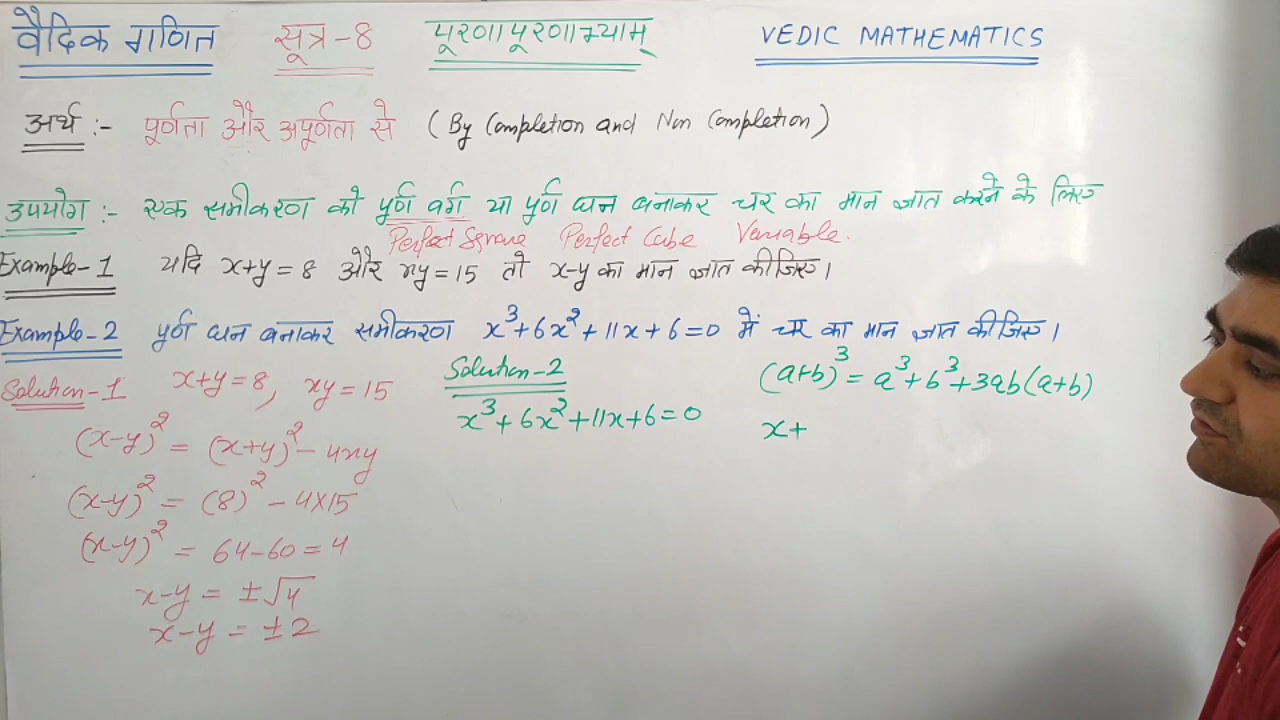 वैदिक गणित सूत्र-8 पूरणापूरणाभ्याम् VEDIC MATHEMATICS
अर्थ :- पूर्णता और अपूर्णता से (By Completion and Non Completion)
उपयोग :- एक समीकरण को पूर्ण वर्ग या पूर्ण घन बनाकर चर का मान ज्ञात करने के लिए
Perfect Square Perfect Cube Variable.
Example-1 यदि x+y=8 और xy=15 तो x-y का मान ज्ञात कीजिए।
Example-2 पूर्ण घन बनाकर समीकरण x³+6x²+11x+6=0 में चर का मान ज्ञात कीजिए।
Solution-1 x+y=8, xy=15
(x-y)² = (x+y)² - 4xy
(x-y)² = (8)² - 4×15
(x-y)² = 64-60 = 4
x-y = ±√4
x-y = ±2
Solution-2
x³+6x²+11x+6=0
(a+b)³ = a³+b³+3ab(a+b)
x+